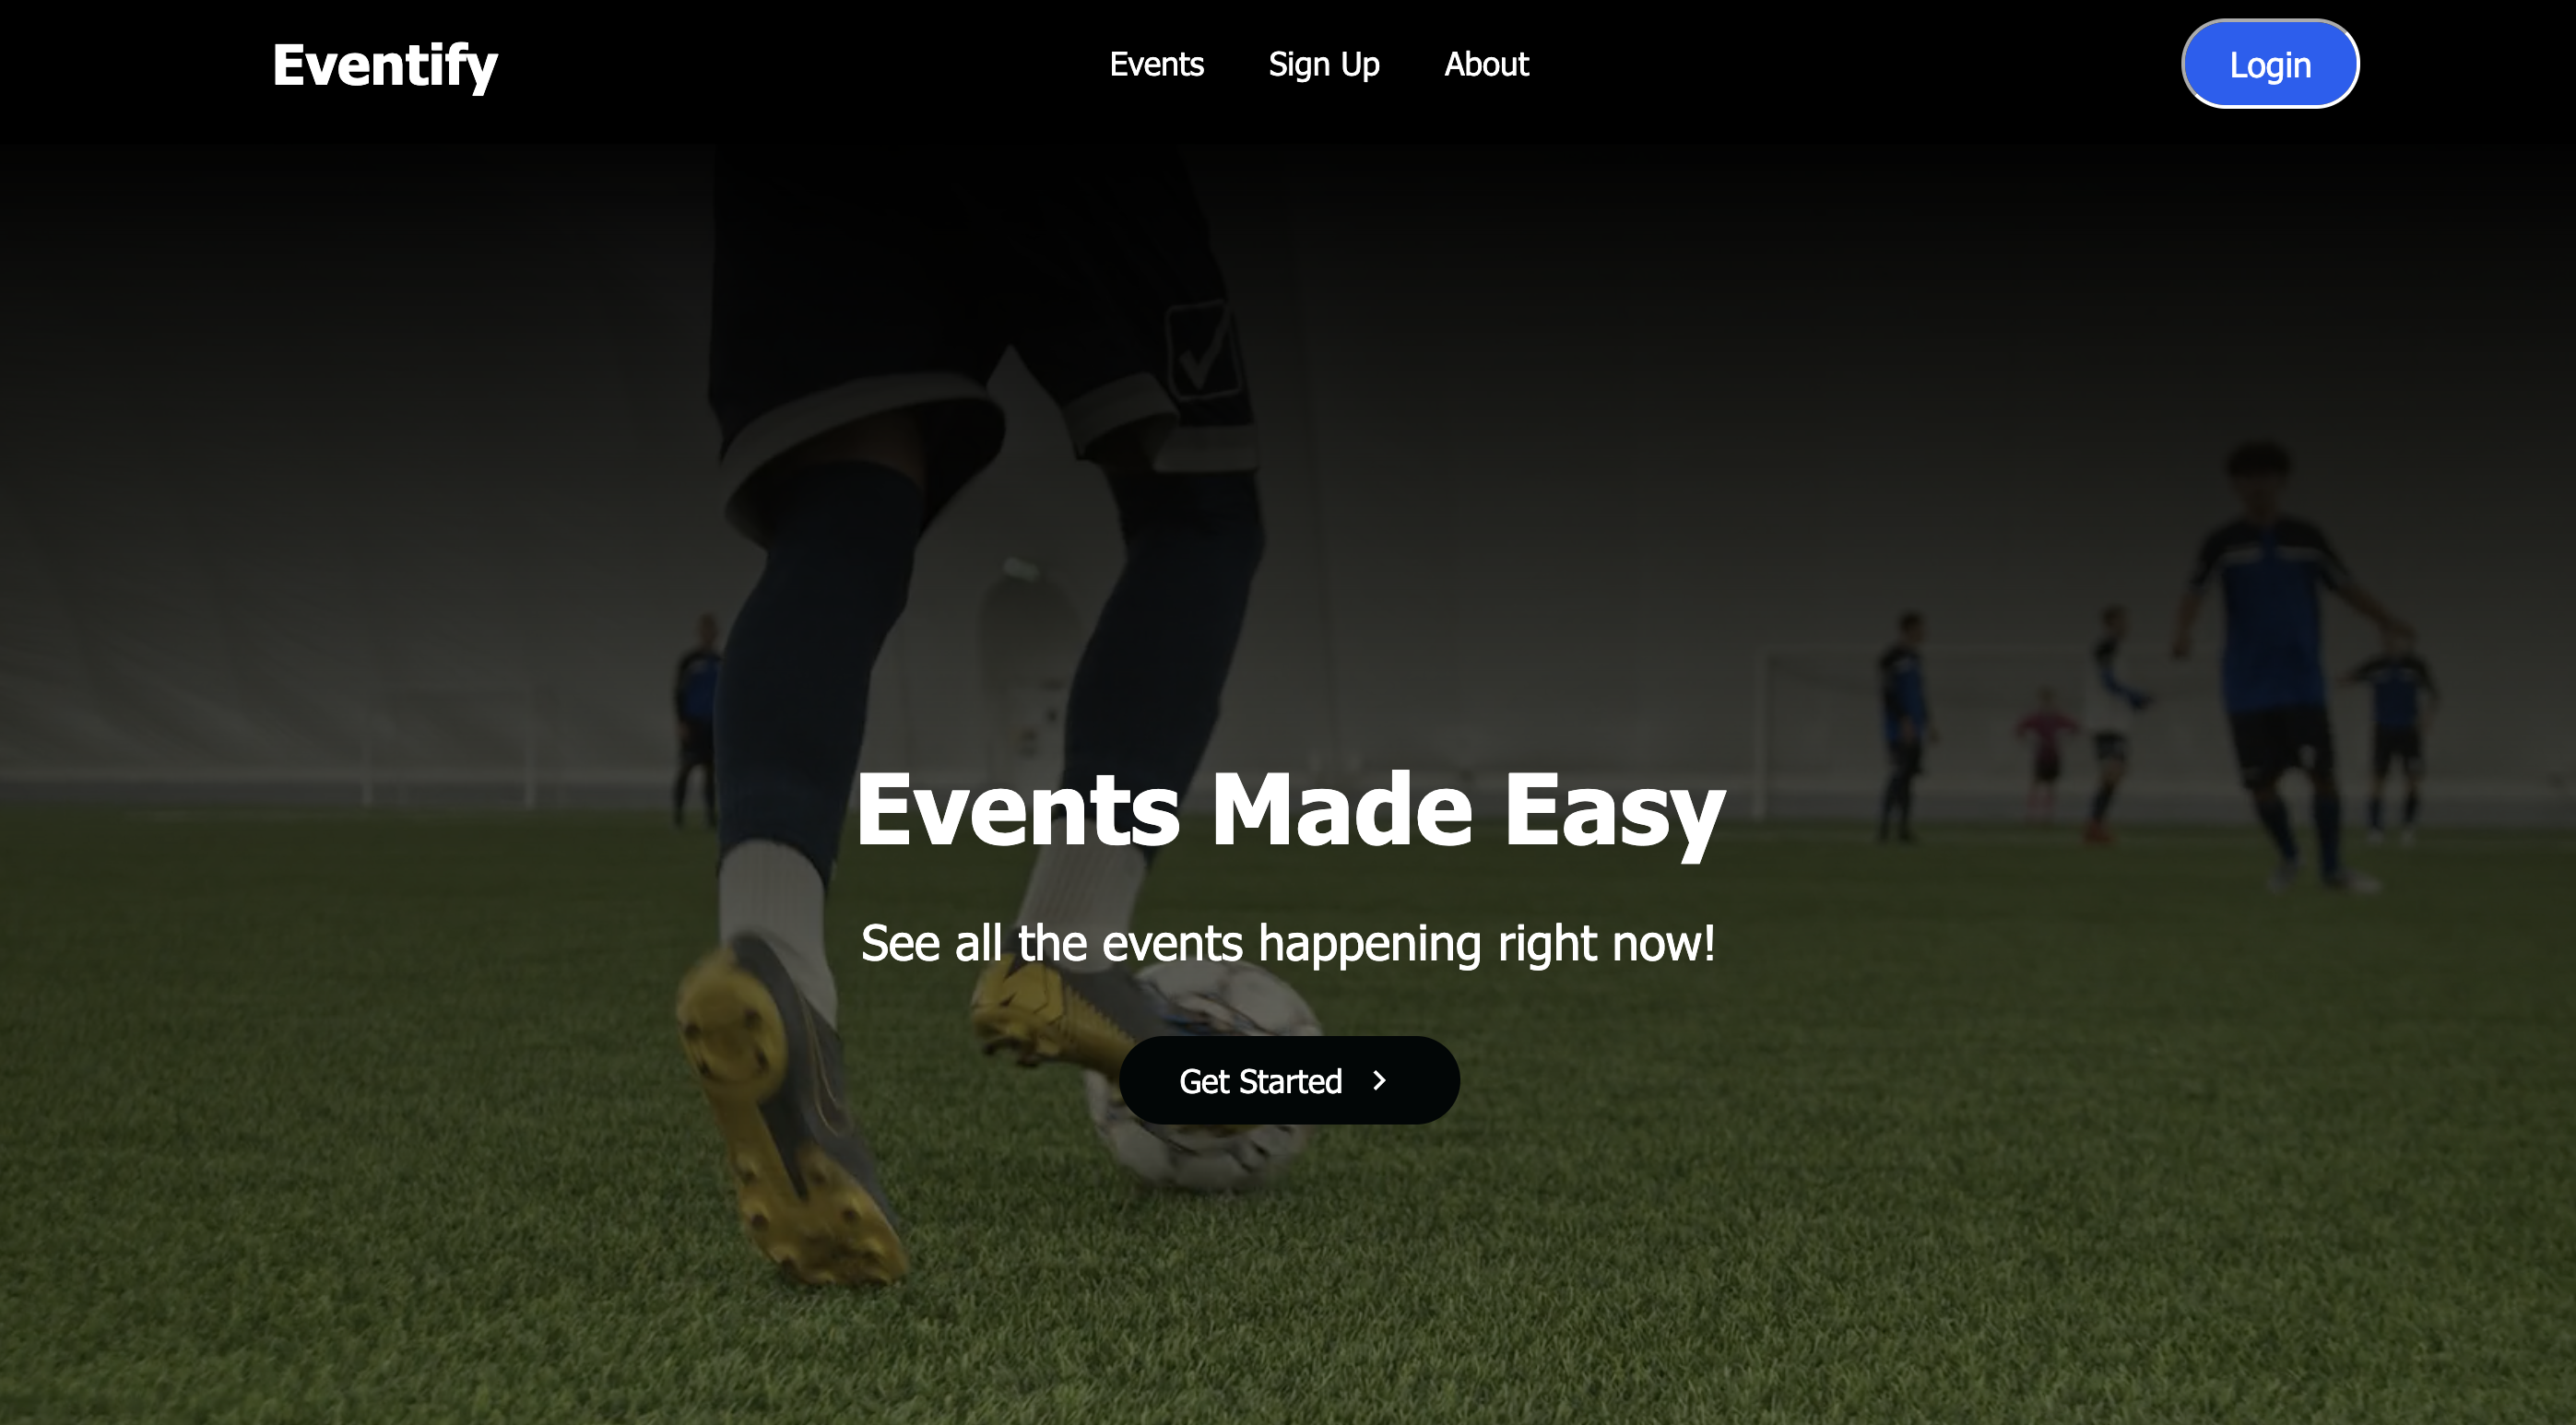 Eventify
Events
Sign Up
About
Login
Events Made Easy
See all the events happening right now!
Get Started